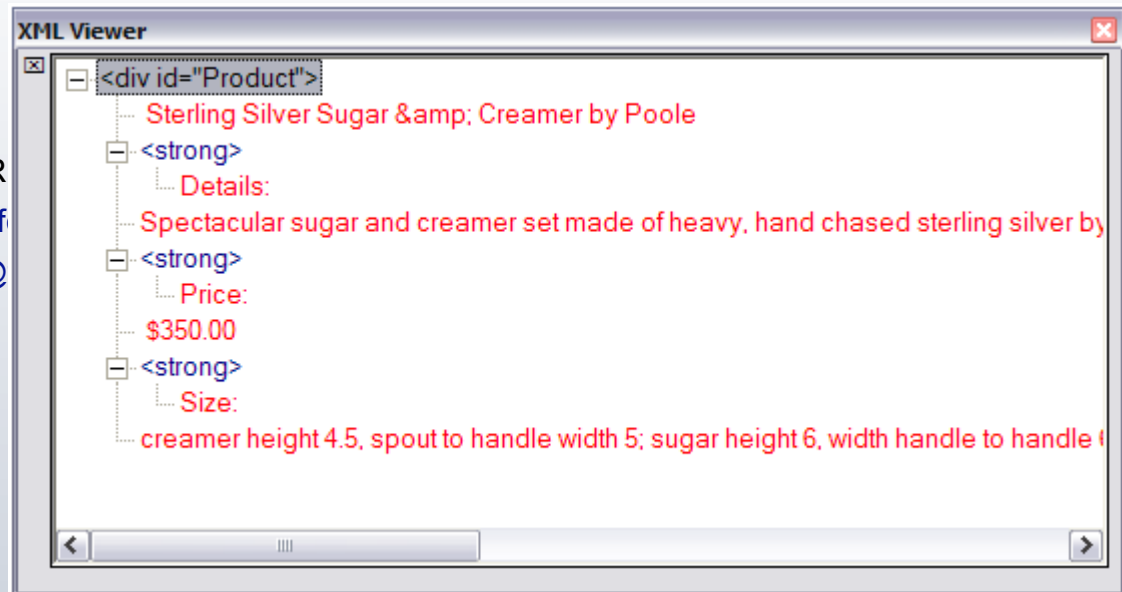 XML Viewer
<div id="Product">
Sterling Silver Sugar &amp; Creamer by Poole
<strong>
Details:
Spectacular sugar and creamer set made of heavy, hand chased sterling silver by
<strong>
Price:
$350.00
<strong>
Size:
creamer height 4.5, spout to handle width 5; sugar height 6, width handle to handle